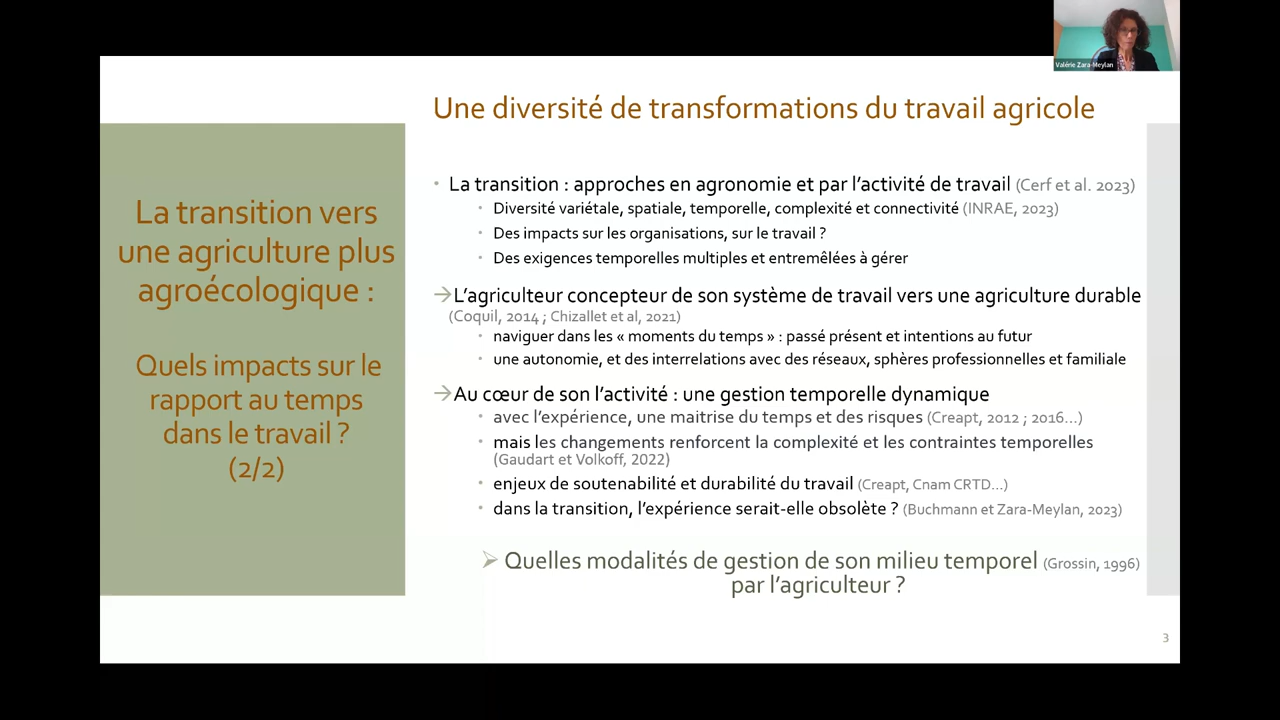 Valérie Zara-Meylan
Une diversité de transformations du travail agricole
La transition vers
une agriculture plus
agroécologique :
Quels impacts sur le
rapport au temps
dans le travail ?
(2/2)
• La transition : approches en agronomie et par l'activité de travail (Cerf et al. 2023)
• Diversité variétale, spatiale, temporelle, complexité et connectivité (INRAE, 2023)
• Des impacts sur les organisations, sur le travail ?
• Des exigences temporelles multiples et entremêlées à gérer
→L'agriculteur concepteur de son système de travail vers une agriculture durable
(Coquil, 2014 ; Chizallet et al, 2021)
• naviguer dans les « moments du temps » : passé présent et intentions au futur
• une autonomie, et des interrelations avec des réseaux, sphères professionnelles et familiale
→Au cœur de son l'activité : une gestion temporelle dynamique
• avec l'expérience, une maitrise du temps et des risques (Creapt, 2012 ; 2016...)
• mais les changements renforcent la complexité et les contraintes temporelles
(Gaudart et Volkoff, 2022)
• enjeux de soutenabilité et durabilité du travail (Creapt, Cnam CRTD...)
• dans la transition, l'expérience serait-elle obsolète ? (Buchmann et Zara-Meylan, 2023)
➢ Quelles modalités de gestion de son milieu temporel (Grossin, 1996)
par l'agriculteur ?
3